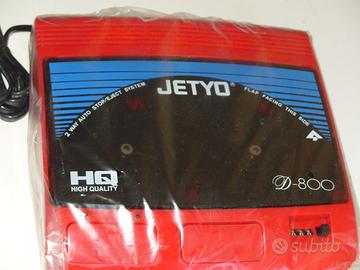 JETYO®
2 WAY AUTO STOP/EJECT SYSTEM
FLAP FACING THIS SIDE
HQ
HIGH QUALITY
D-800
subito